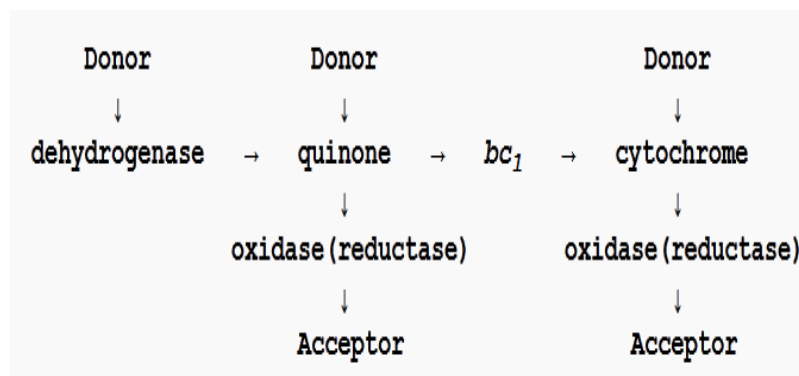 Donor Donor Donor
↓ ↓ ↓
dehydrogenase → quinone → bc₁ → cytochrome
↓ ↓
oxidase(reductase) oxidase(reductase)
↓ ↓
Acceptor Acceptor